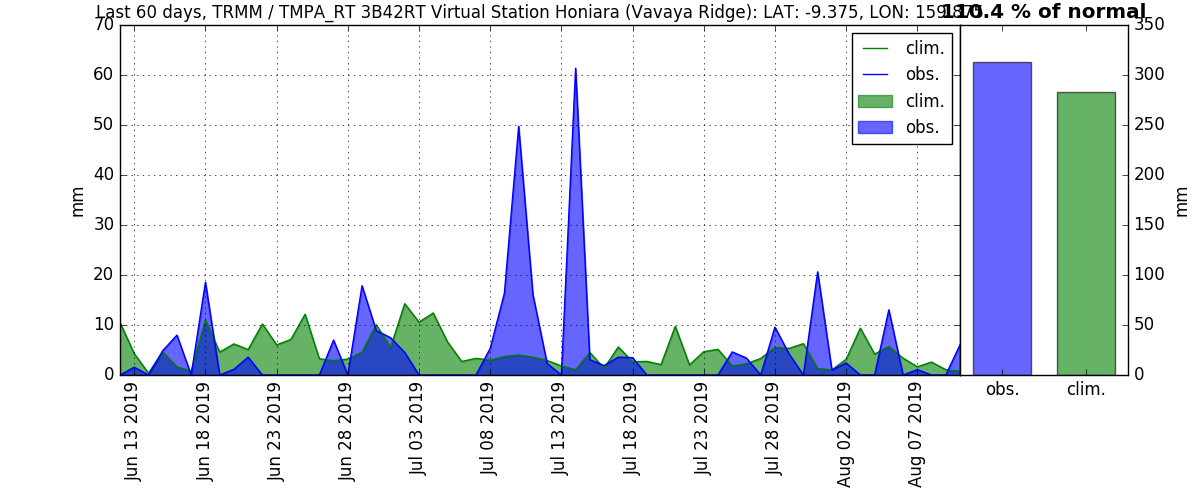 Last 60 days, TRMM / TMPA_RT 3B42RT Virtual Station Honiara (Vavaya Ridge): LAT: -9.375, LON: 159.875
110.4 % of normal
70
60
50
40
30
20
10
0
mm
clim.
obs.
clim.
obs.
350
300
250
200
150
100
50
0
mm
Jun 13 2019
Jun 18 2019
Jun 23 2019
Jun 28 2019
Jul 03 2019
Jul 08 2019
Jul 13 2019
Jul 18 2019
Jul 23 2019
Jul 28 2019
Aug 02 2019
Aug 07 2019
obs.
clim.